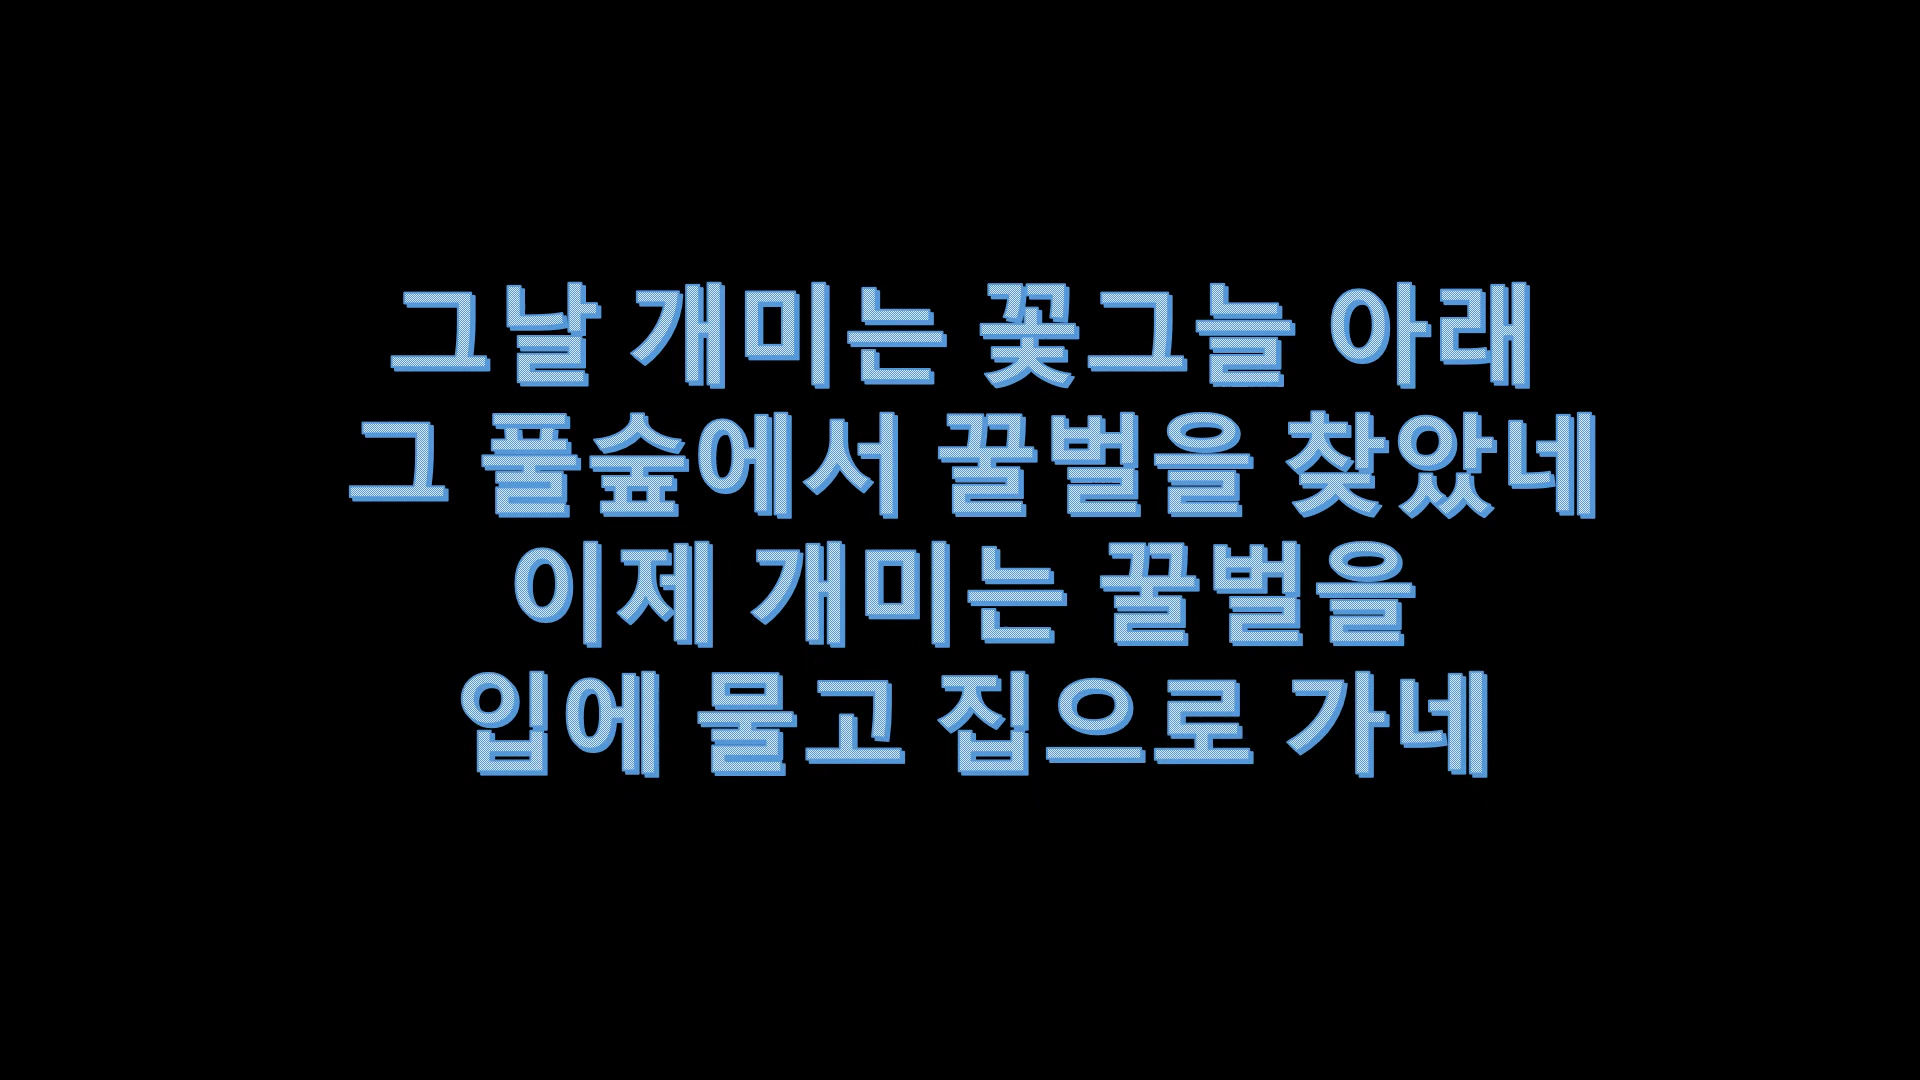 그날 개미는 꽃그늘 아래
그 풀숲에서 꿀벌을 찾았네
이제 개미는 꿀벌을
입에 물고 집으로 가네